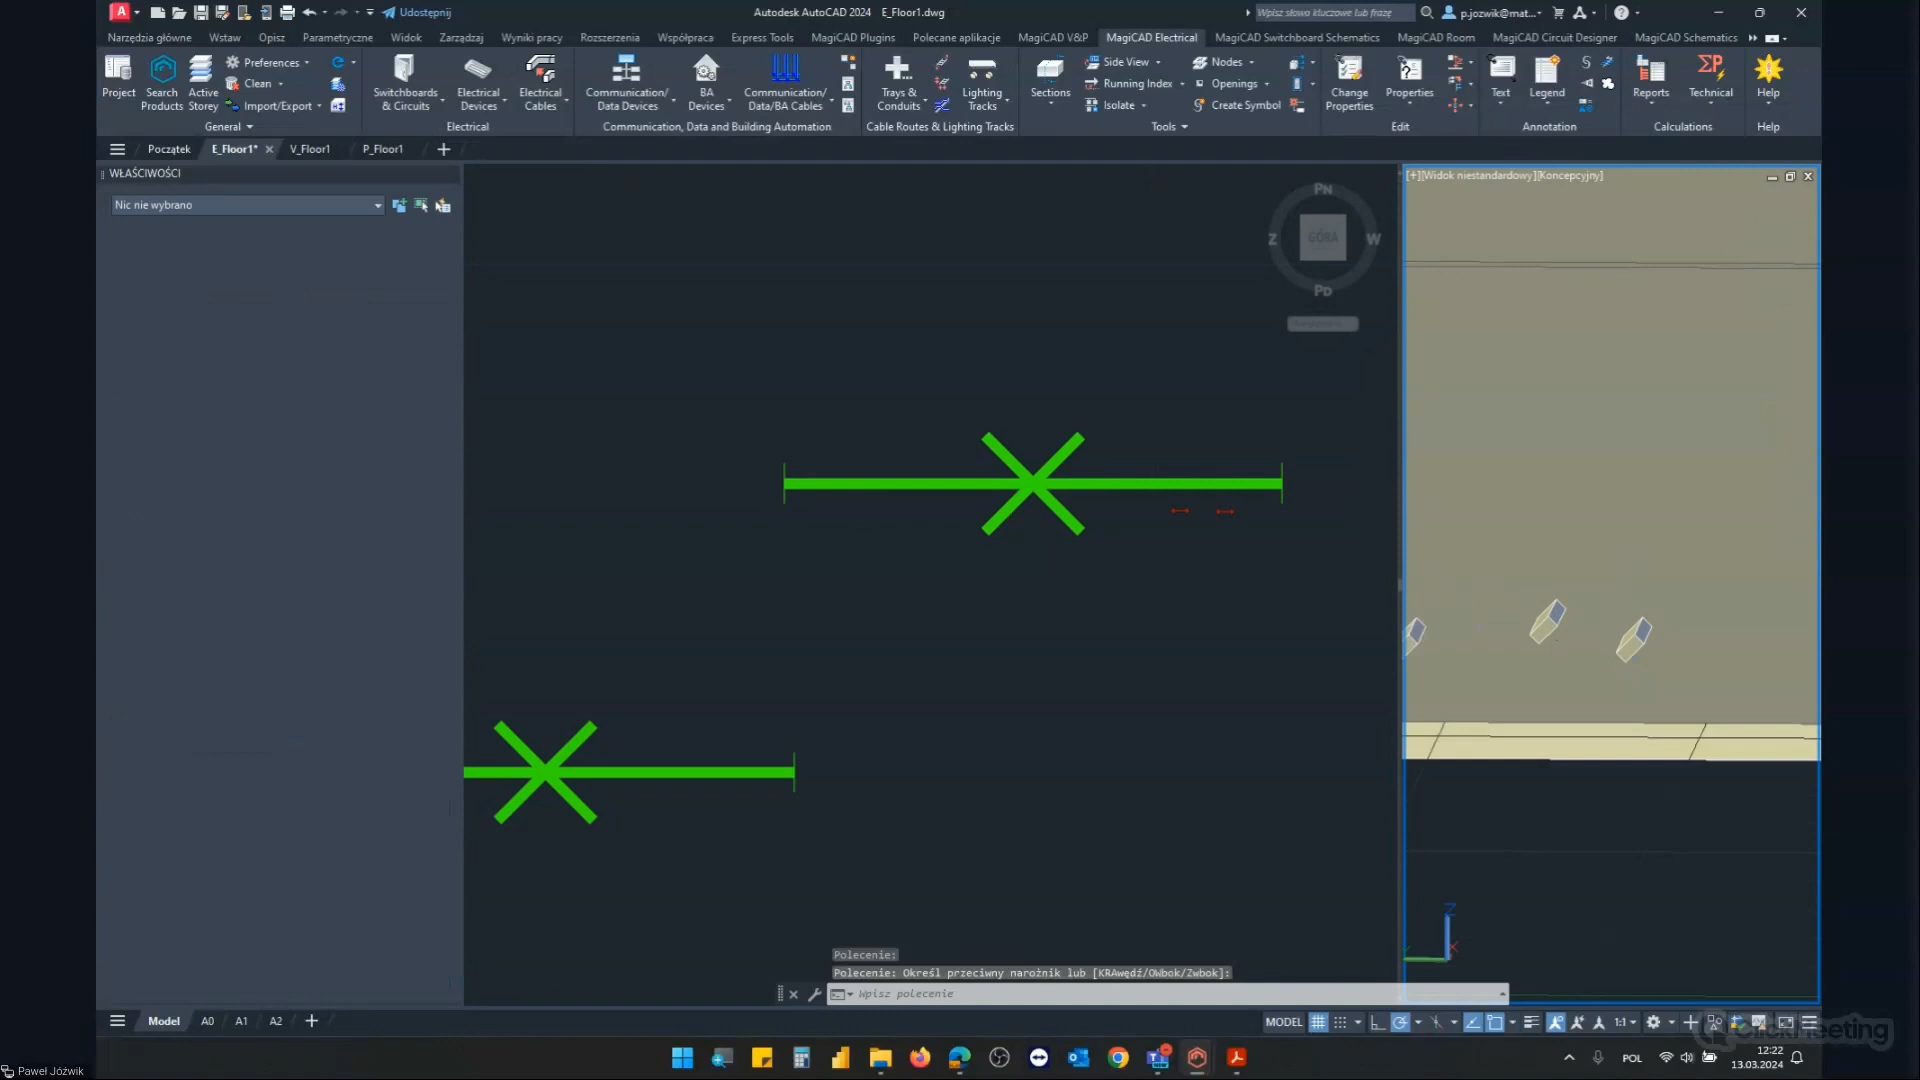 Udostępnij
Autodesk AutoCAD 2024 E_Floor1.dwg
Wpisz słowo kluczowe lub frazę
p.jozwik@mat...
Narzędzia główne Wstaw Opisz Parametryczne Widok Zarządzaj Wyniki pracy Rozszerzenia Współpraca Express Tools MagiCAD Plugins Polecane aplikacje MagiCAD V&P MagiCAD Electrical MagiCAD Switchboard Schematics MagiCAD Room MagiCAD Circuit Designer MagiCAD Schematics
Project
Search Products
Active Storey
Preferences
Clean
Import/Export
Switchboards & Circuits
Electrical Devices
Electrical Cables
Communication/ Data Devices
BA Devices
Communication/ Data/BA Cables
Trays & Conduits
Lighting Tracks
Sections
Side View
Running Index
Isolate
Nodes
Openings
Create Symbol
Change Properties
Properties
Text
Legend
Reports
Technical
Help
General Electrical Communication, Data and Building Automation Cable Routes & Lighting Tracks Tools Edit Annotation Calculations Help
Początek E_Floor1* V_Floor1 P_Floor1
WŁAŚCIWOŚCI
Nic nie wybrano
PN
Z GÓRA W
PD
[+][Widok niestandardowy][Koncepcyjny]
Z
X
Polecenie:
Polecenie: Określ przeciwny narożnik lub [KRAwędź/OWbok/Zwbok]:
Wpisz polecenie
Model A0 A1 A2
MODEL
1:1
ClickMeeting
POL
12:22
13.03.2024
Paweł Jóźwik